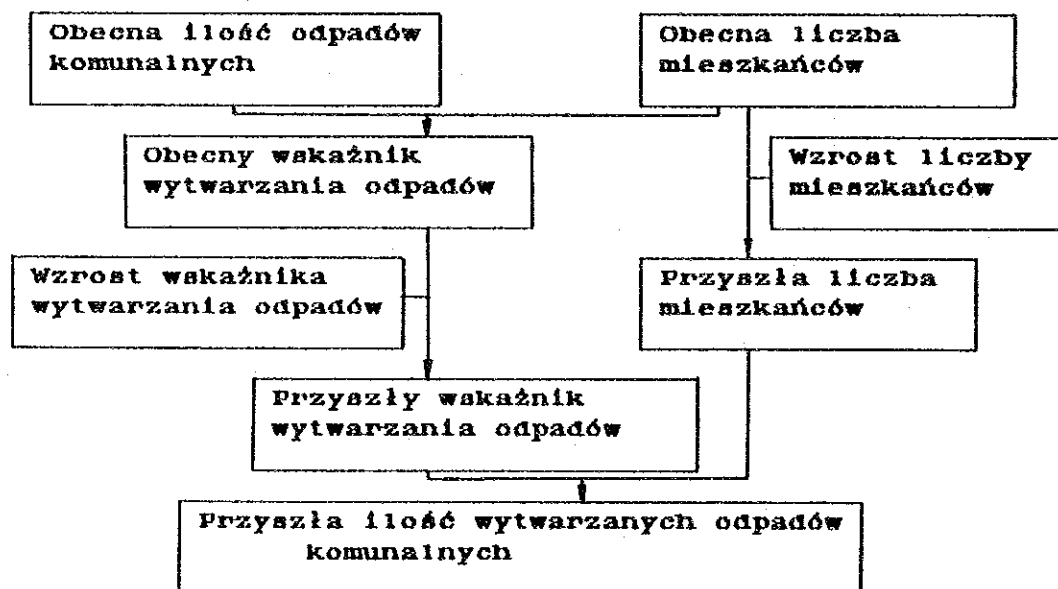 Obecna ilość odpadów
komunalnych
Obecna liczba
mieszkańców
Obecny wskaźnik
wytwarzania odpadów
Wzrost liczby
mieszkańców
Wzrost wskaźnika
wytwarzania odpadów
Przyszła liczba
mieszkańców
Przyszły wskaźnik
wytwarzania odpadów
Przyszła ilość wytwarzanych odpadów
komunalnych